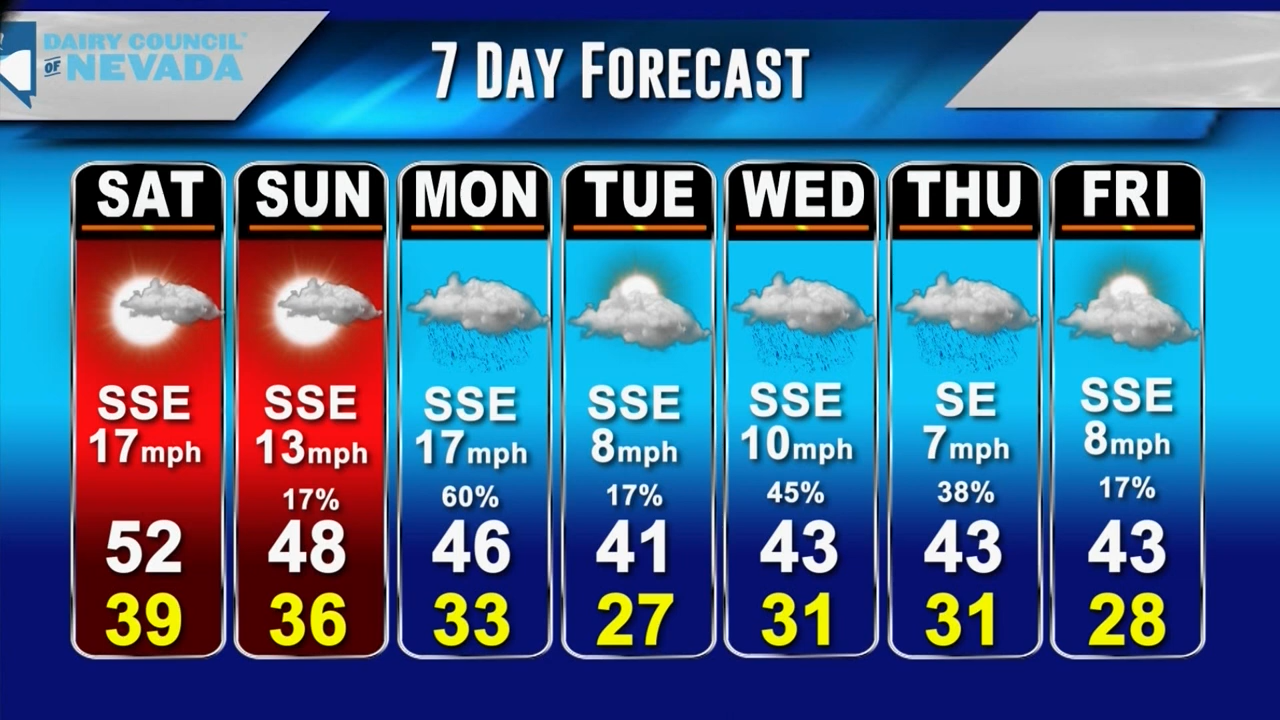 DAIRY COUNCIL
OF NEVADA
7 DAY FORECAST
SAT
SSE
17mph
52
39
SUN
SSE
13mph
17%
48
36
MON
SSE
17mph
60%
46
33
TUE
SSE
8mph
17%
41
27
WED
SSE
10mph
45%
43
31
THU
SE
7mph
38%
43
31
FRI
SSE
8mph
17%
43
28